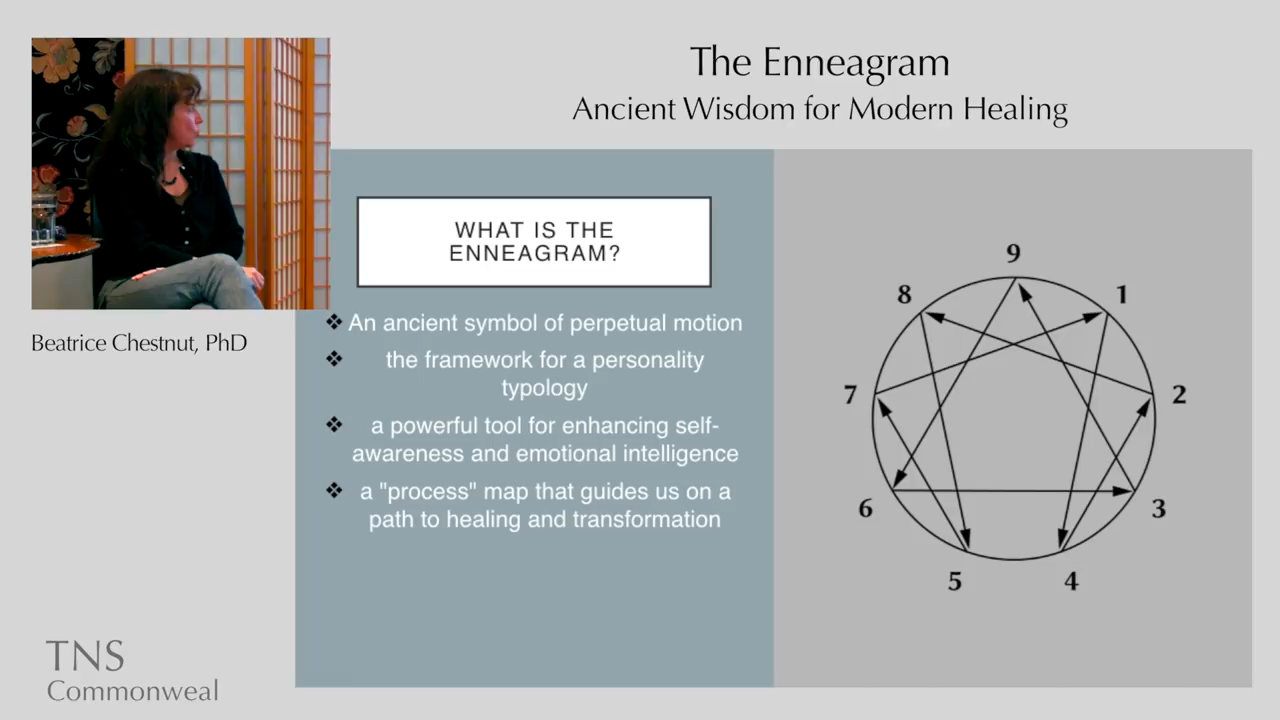 The Enneagram
Ancient Wisdom for Modern Healing
Beatrice Chestnut, PhD
WHAT IS THE
ENNEAGRAM?
❖ An ancient symbol of perpetual motion
❖ the framework for a personality
typology
❖ a powerful tool for enhancing self-
awareness and emotional intelligence
❖ a "process" map that guides us on a
path to healing and transformation
9
8
1
7
2
6
3
5
4
TNS
Commonweal